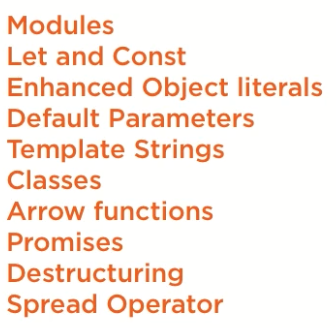 Modules
Let and Const
Enhanced Object literals
Default Parameters
Template Strings
Classes
Arrow functions
Promises
Destructuring
Spread Operator